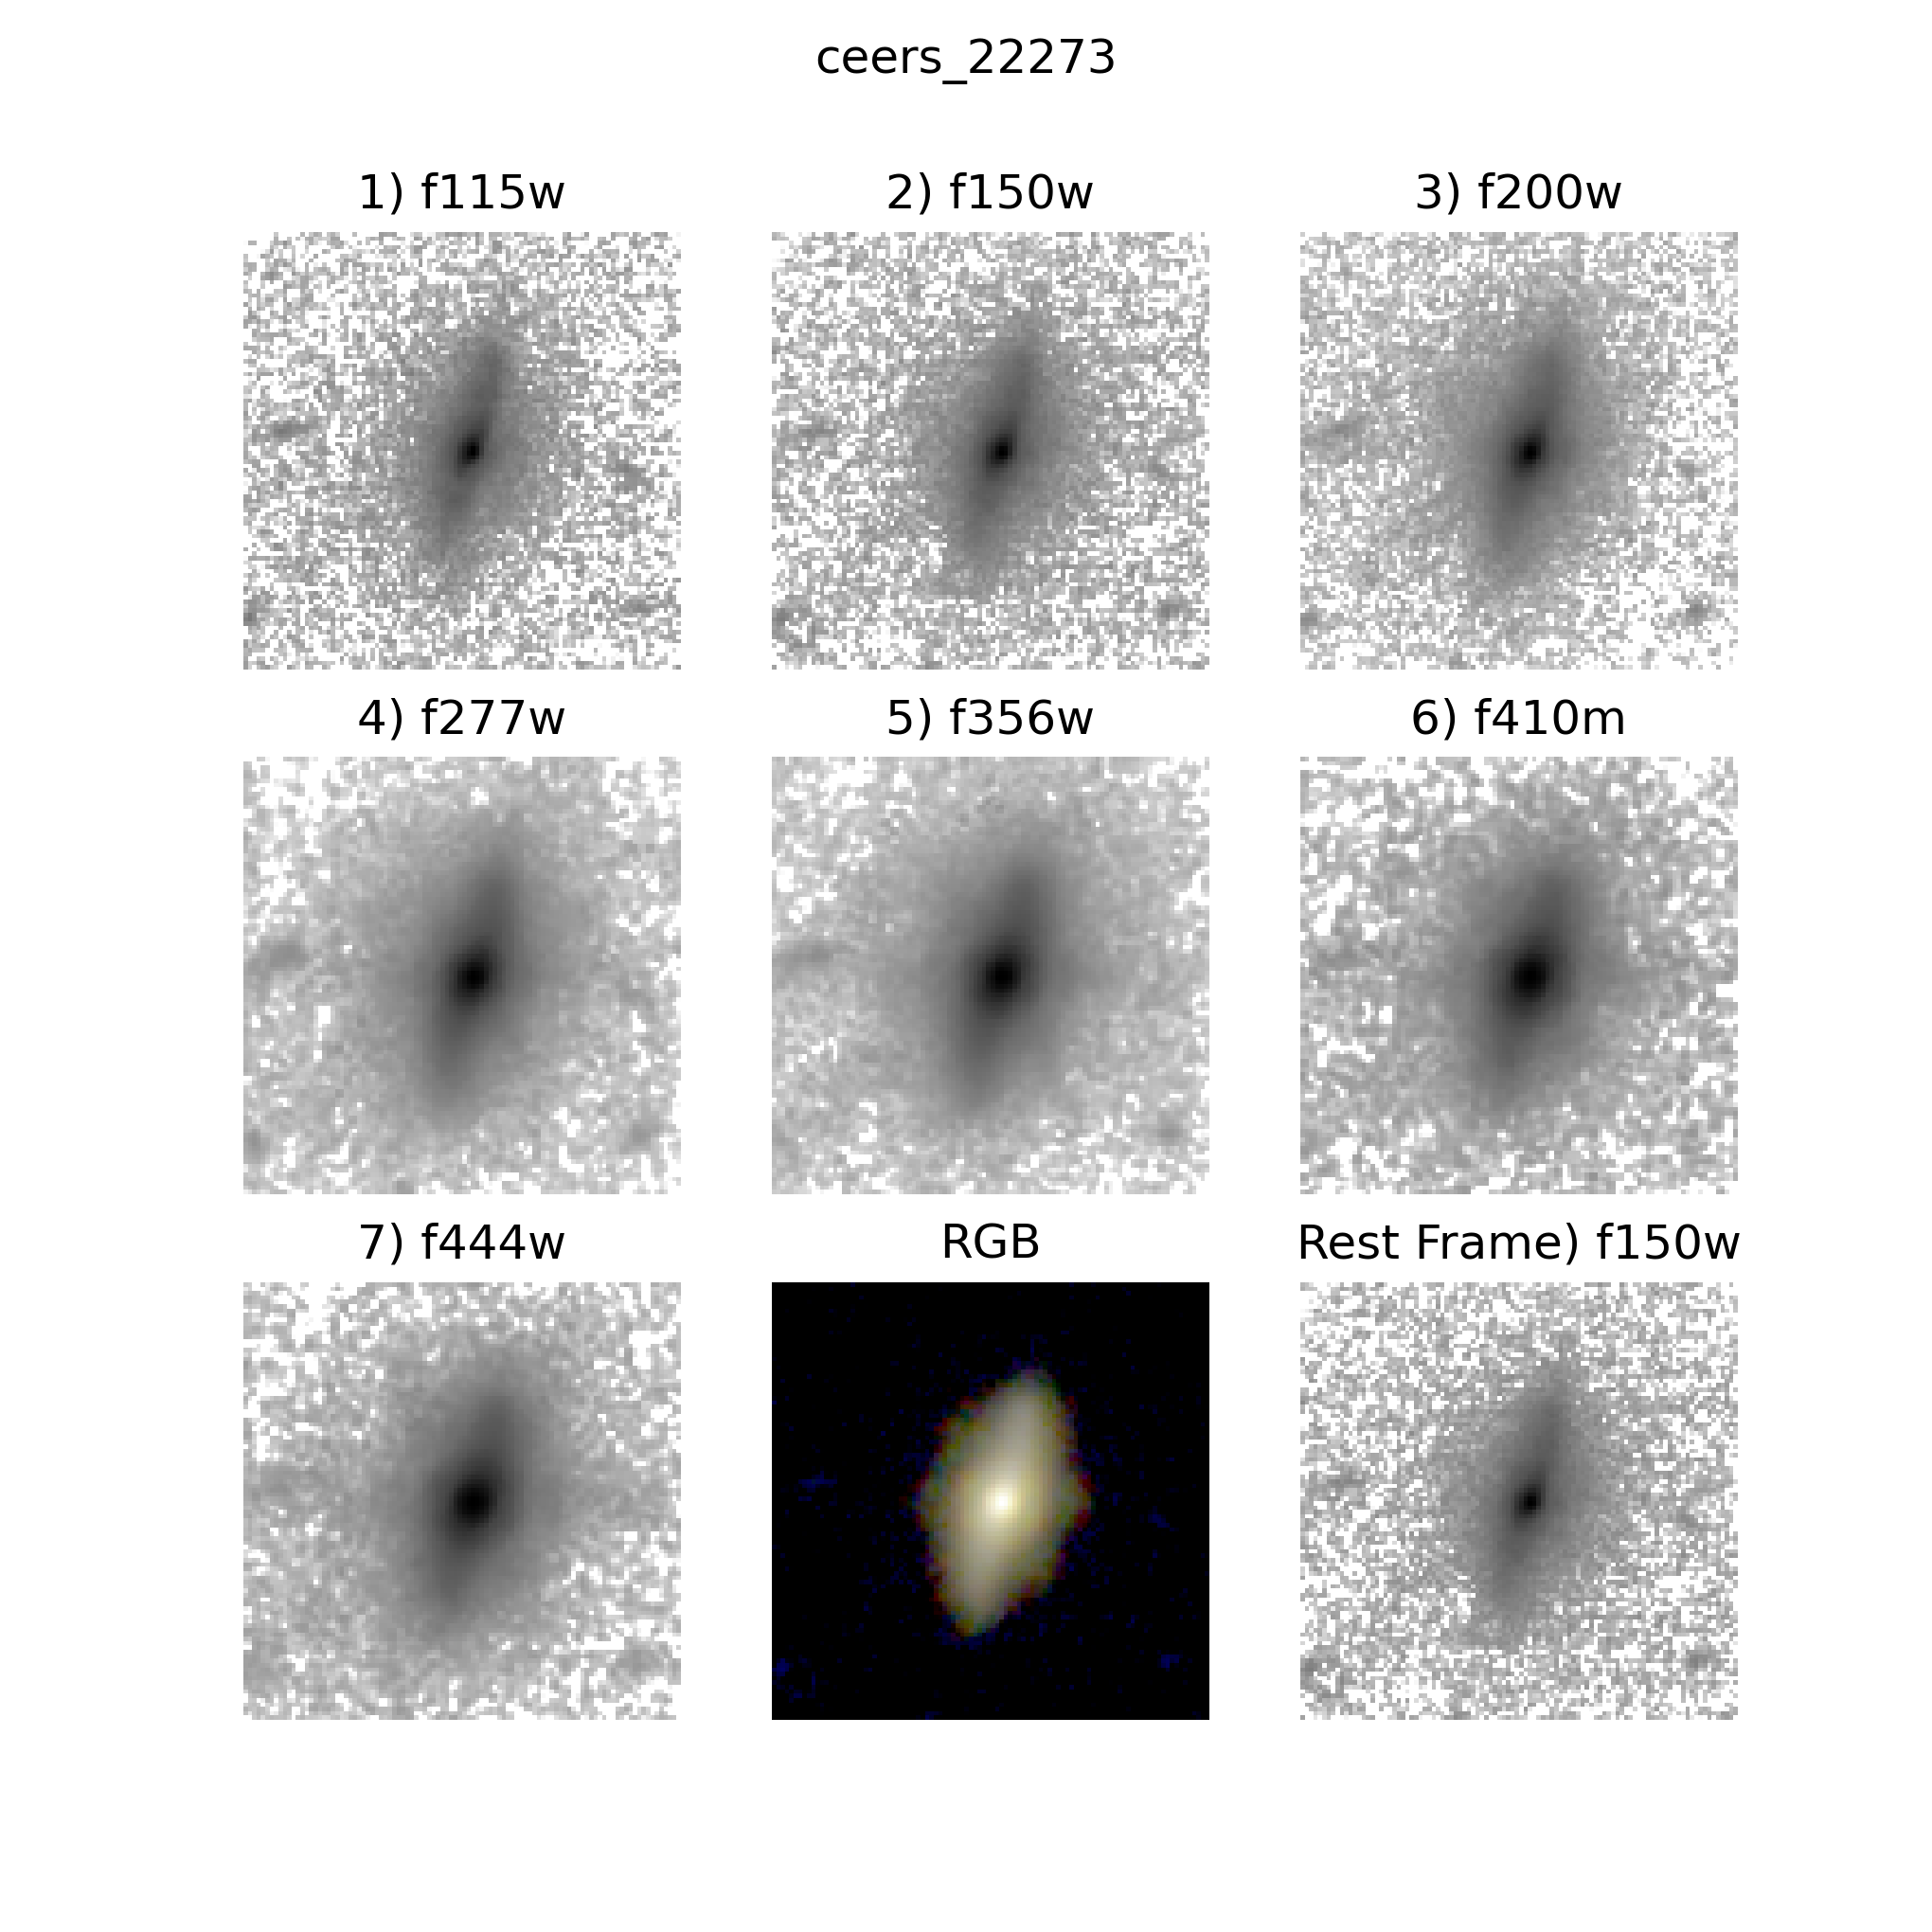 ceers_22273
1) f115w
2) f150w
3) f200w
4) f277w
5) f356w
6) f410m
7) f444w
RGB
Rest Frame) f150w